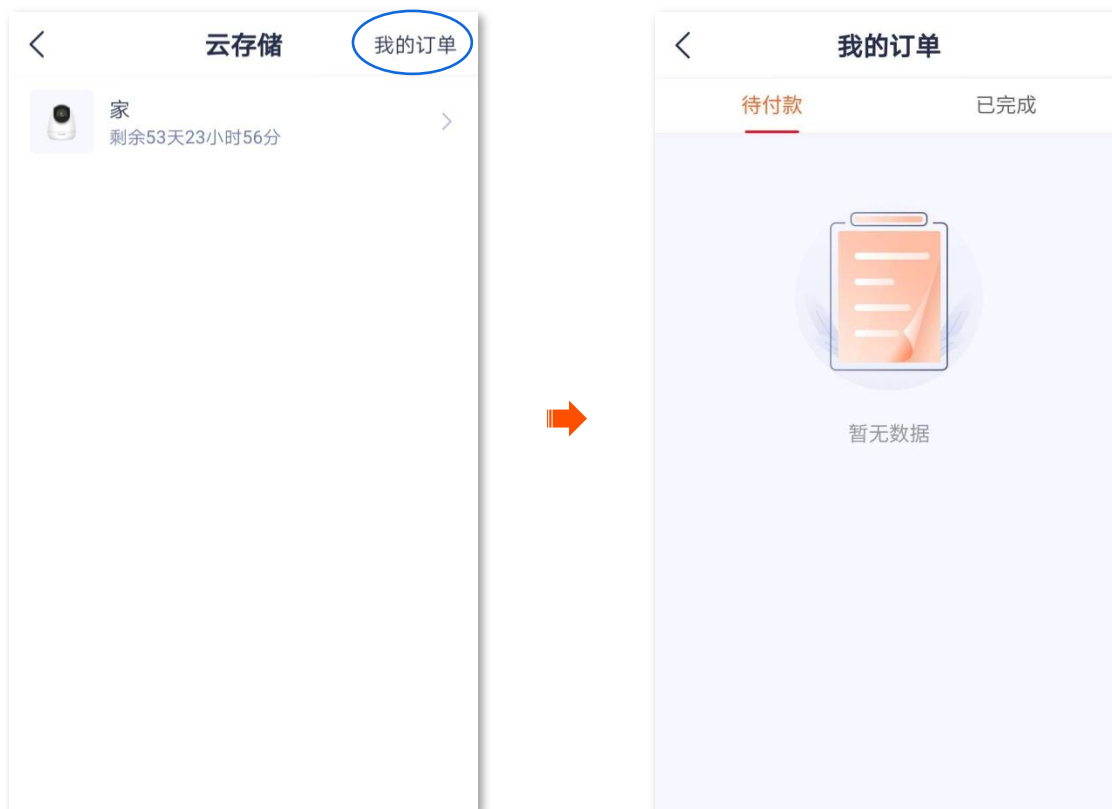 云存储
我的订单
家
剩余53天23小时56分
我的订单
待付款
已完成
暂无数据